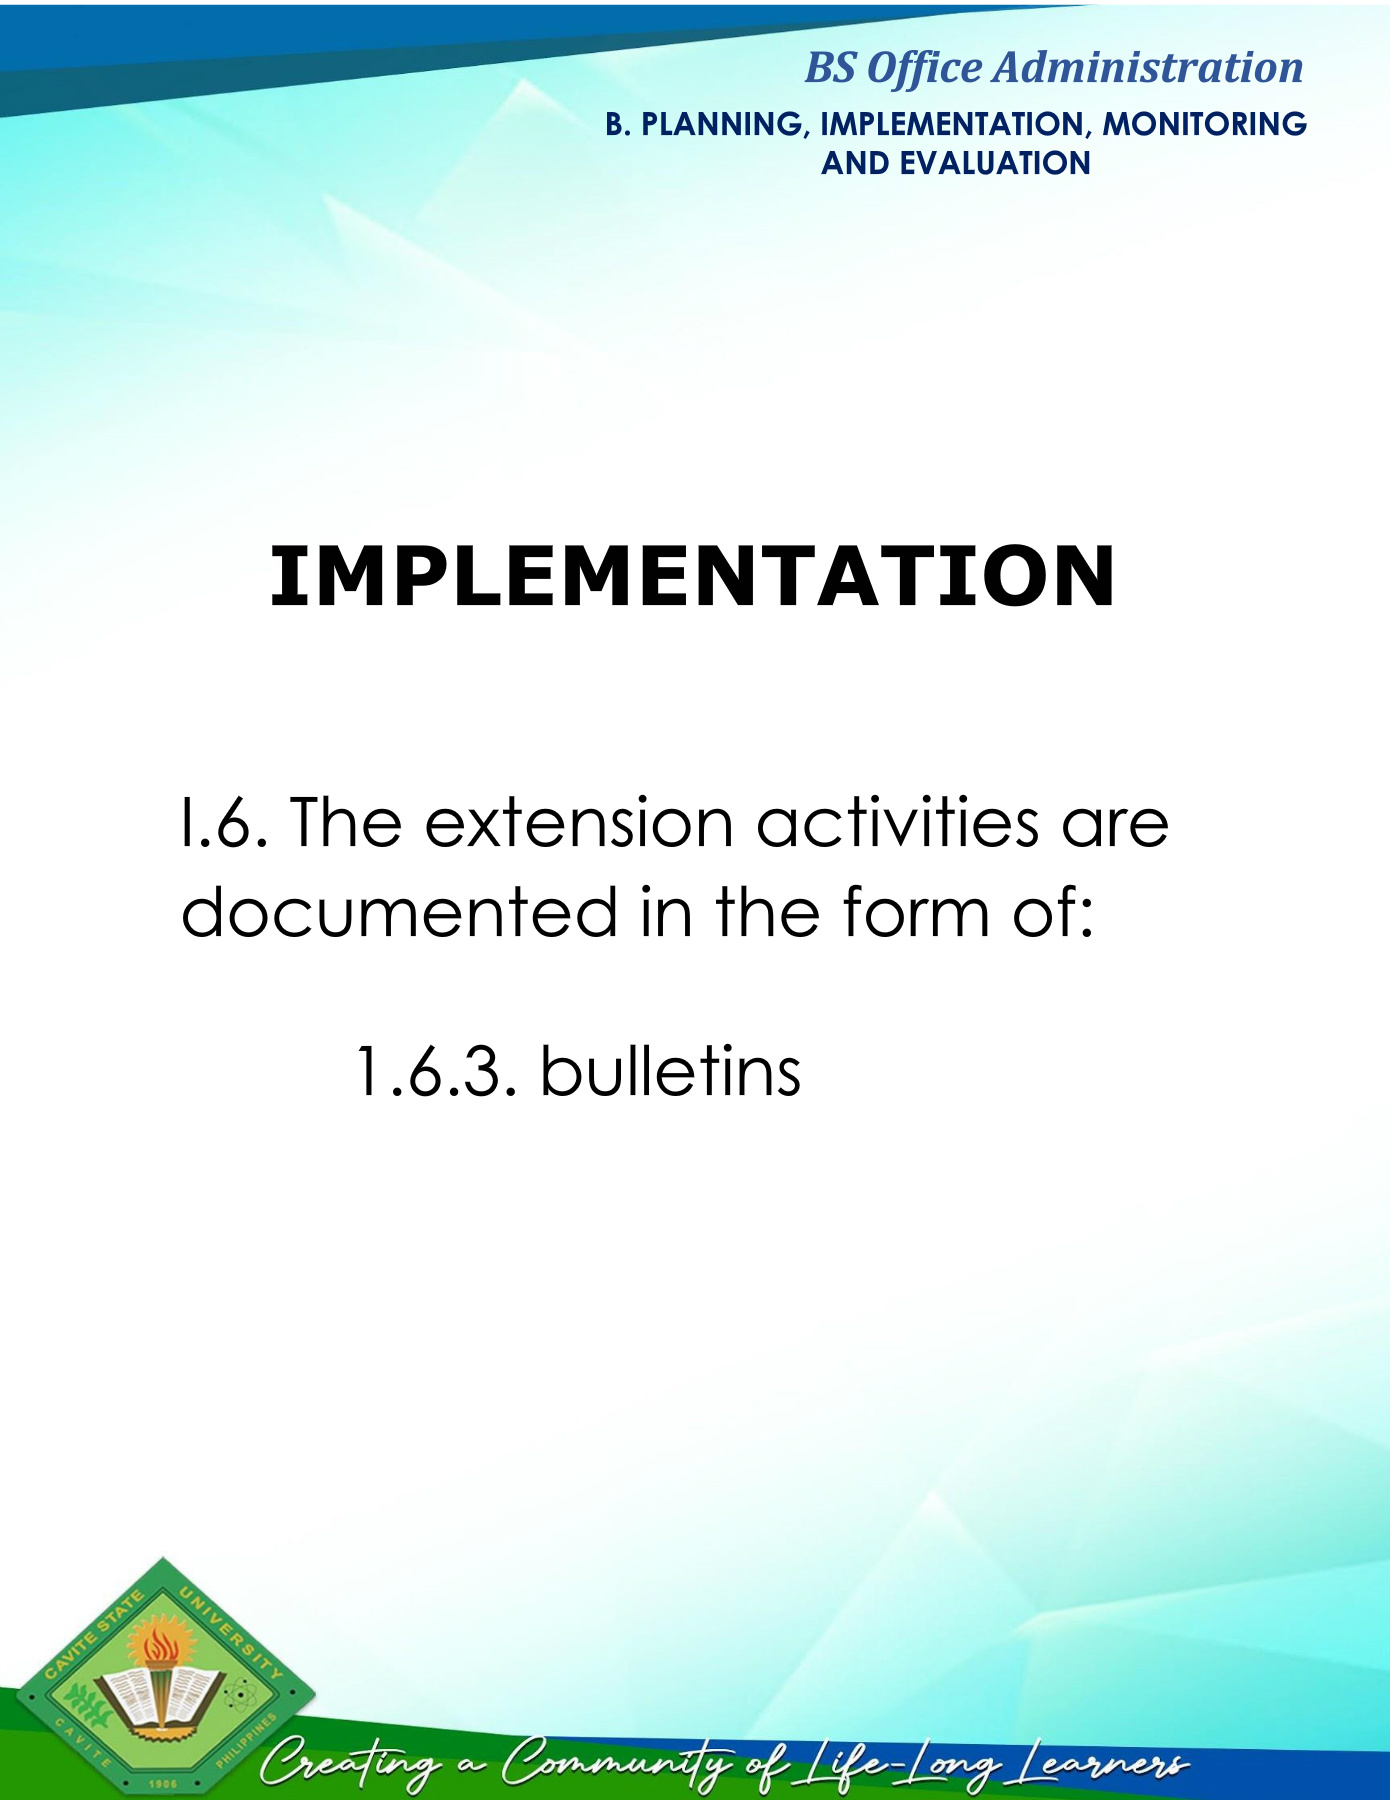 BS Office Administration
B. PLANNING, IMPLEMENTATION, MONITORING
AND EVALUATION
IMPLEMENTATION
I.6. The extension activities are
documented in the form of:
1.6.3. bulletins
CAVITE STATE UNIVERSITY
CAVITE PHILIPPINES
1906
Creating a Community of Life-Long Learners